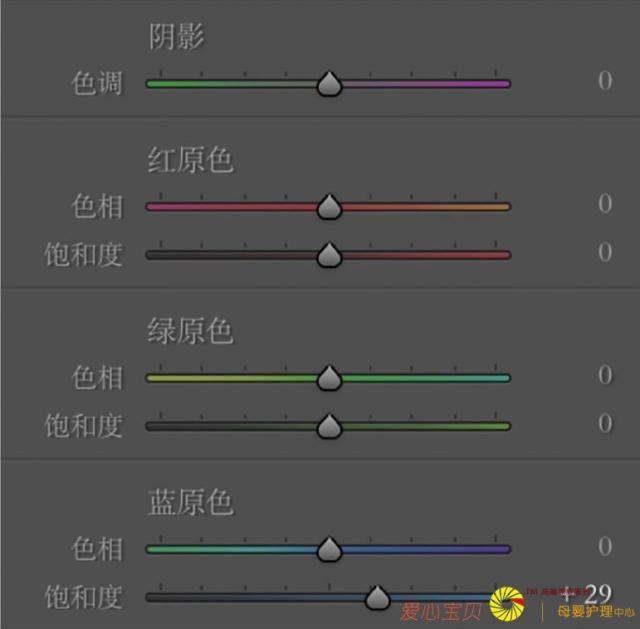 阴影
色调 0
红原色
色相 0
饱和度 0
绿原色
色相 0
饱和度 0
蓝原色
色相 0
饱和度 + 29
爱心宝贝 TM 母婴护理中心